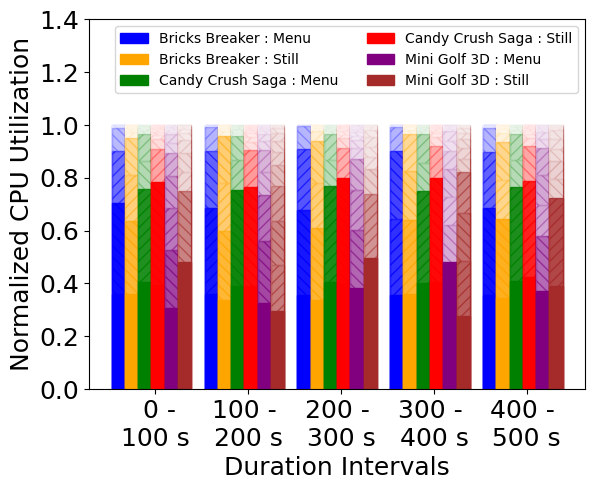 Bricks Breaker : Menu
Bricks Breaker : Still
Candy Crush Saga : Menu
Candy Crush Saga : Still
Mini Golf 3D : Menu
Mini Golf 3D : Still
Normalized CPU Utilization
1.4
1.2
1.0
0.8
0.6
0.4
0.2
0.0
0 -
100 s
100 -
200 s
200 -
300 s
300 -
400 s
400 -
500 s
Duration Intervals